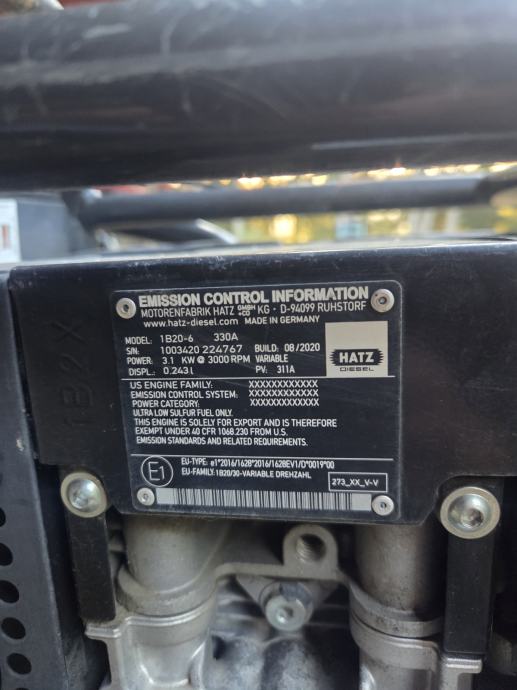 EMISSION CONTROL INFORMATION
MOTORENFABRIK HATZ GMBH +CO KG · D-94099 RUHSTORF
www.hatz-diesel.com MADE IN GERMANY
MODEL: 1B20-6 330A
S/N: 1003420 224767 BUILD: 08/2020
POWER: 3.1 KW @ 3000 RPM VARIABLE
DISPL.: 0.243 l PV: 311A
HATZ
DIESEL
US ENGINE FAMILY: XXXXXXXXXXXX
EMISSION CONTROL SYSTEM: XXXXXXXXXXXX
POWER CATEGORY: XXXXXXXXXXXX
ULTRA LOW SULFUR FUEL ONLY.
THIS ENGINE IS SOLELY FOR EXPORT AND IS THEREFORE
EXEMPT UNDER 40 CFR 1068.230 FROM US
EMISSION STANDARDS AND RELATED REQUIREMENTS.
E1
EU-TYPE: e1*2016/1628*2016/1628EV1/D*0019*00
EU-FAMILY:1B20/30-VARIABLE DREHZAHL
273_XX_V-V